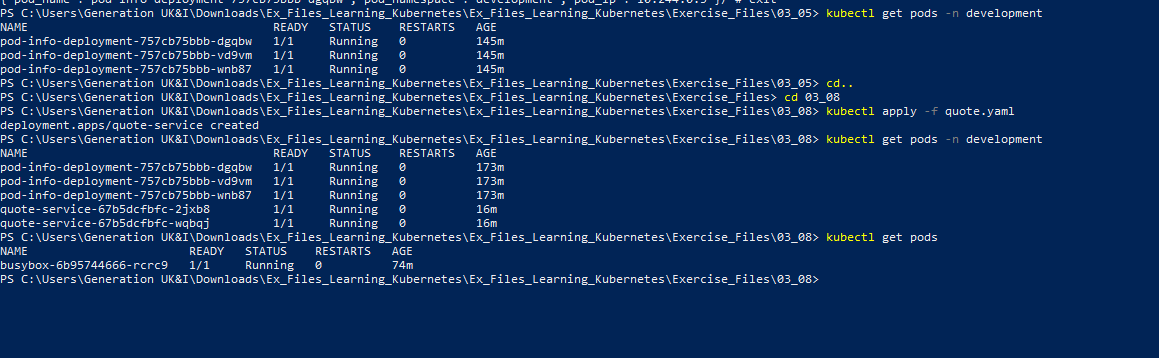 PS C:\Users\Generation UK&I\Downloads\Ex_Files_Learning_Kubernetes\Ex_Files_Learning_Kubernetes\Exercise_Files\03_05> kubectl get pods -n development
NAME READY STATUS RESTARTS AGE
pod-info-deployment-757cb75bbb-dgqbw 1/1 Running 0 145m
pod-info-deployment-757cb75bbb-vd9vm 1/1 Running 0 145m
pod-info-deployment-757cb75bbb-wnb87 1/1 Running 0 145m
PS C:\Users\Generation UK&I\Downloads\Ex_Files_Learning_Kubernetes\Ex_Files_Learning_Kubernetes\Exercise_Files\03_05> cd..
PS C:\Users\Generation UK&I\Downloads\Ex_Files_Learning_Kubernetes\Ex_Files_Learning_Kubernetes\Exercise_Files> cd 03_08
PS C:\Users\Generation UK&I\Downloads\Ex_Files_Learning_Kubernetes\Ex_Files_Learning_Kubernetes\Exercise_Files\03_08> kubectl apply -f quote.yaml
deployment.apps/quote-service created
PS C:\Users\Generation UK&I\Downloads\Ex_Files_Learning_Kubernetes\Ex_Files_Learning_Kubernetes\Exercise_Files\03_08> kubectl get pods -n development
NAME READY STATUS RESTARTS AGE
pod-info-deployment-757cb75bbb-dgqbw 1/1 Running 0 173m
pod-info-deployment-757cb75bbb-vd9vm 1/1 Running 0 173m
pod-info-deployment-757cb75bbb-wnb87 1/1 Running 0 173m
quote-service-67b5dcfbfc-2jxb8 1/1 Running 0 16m
quote-service-67b5dcfbfc-wqbqj 1/1 Running 0 16m
PS C:\Users\Generation UK&I\Downloads\Ex_Files_Learning_Kubernetes\Ex_Files_Learning_Kubernetes\Exercise_Files\03_08> kubectl get pods
NAME READY STATUS RESTARTS AGE
busybox-6b95744666-rcrc9 1/1 Running 0 74m
PS C:\Users\Generation UK&I\Downloads\Ex_Files_Learning_Kubernetes\Ex_Files_Learning_Kubernetes\Exercise_Files\03_08>